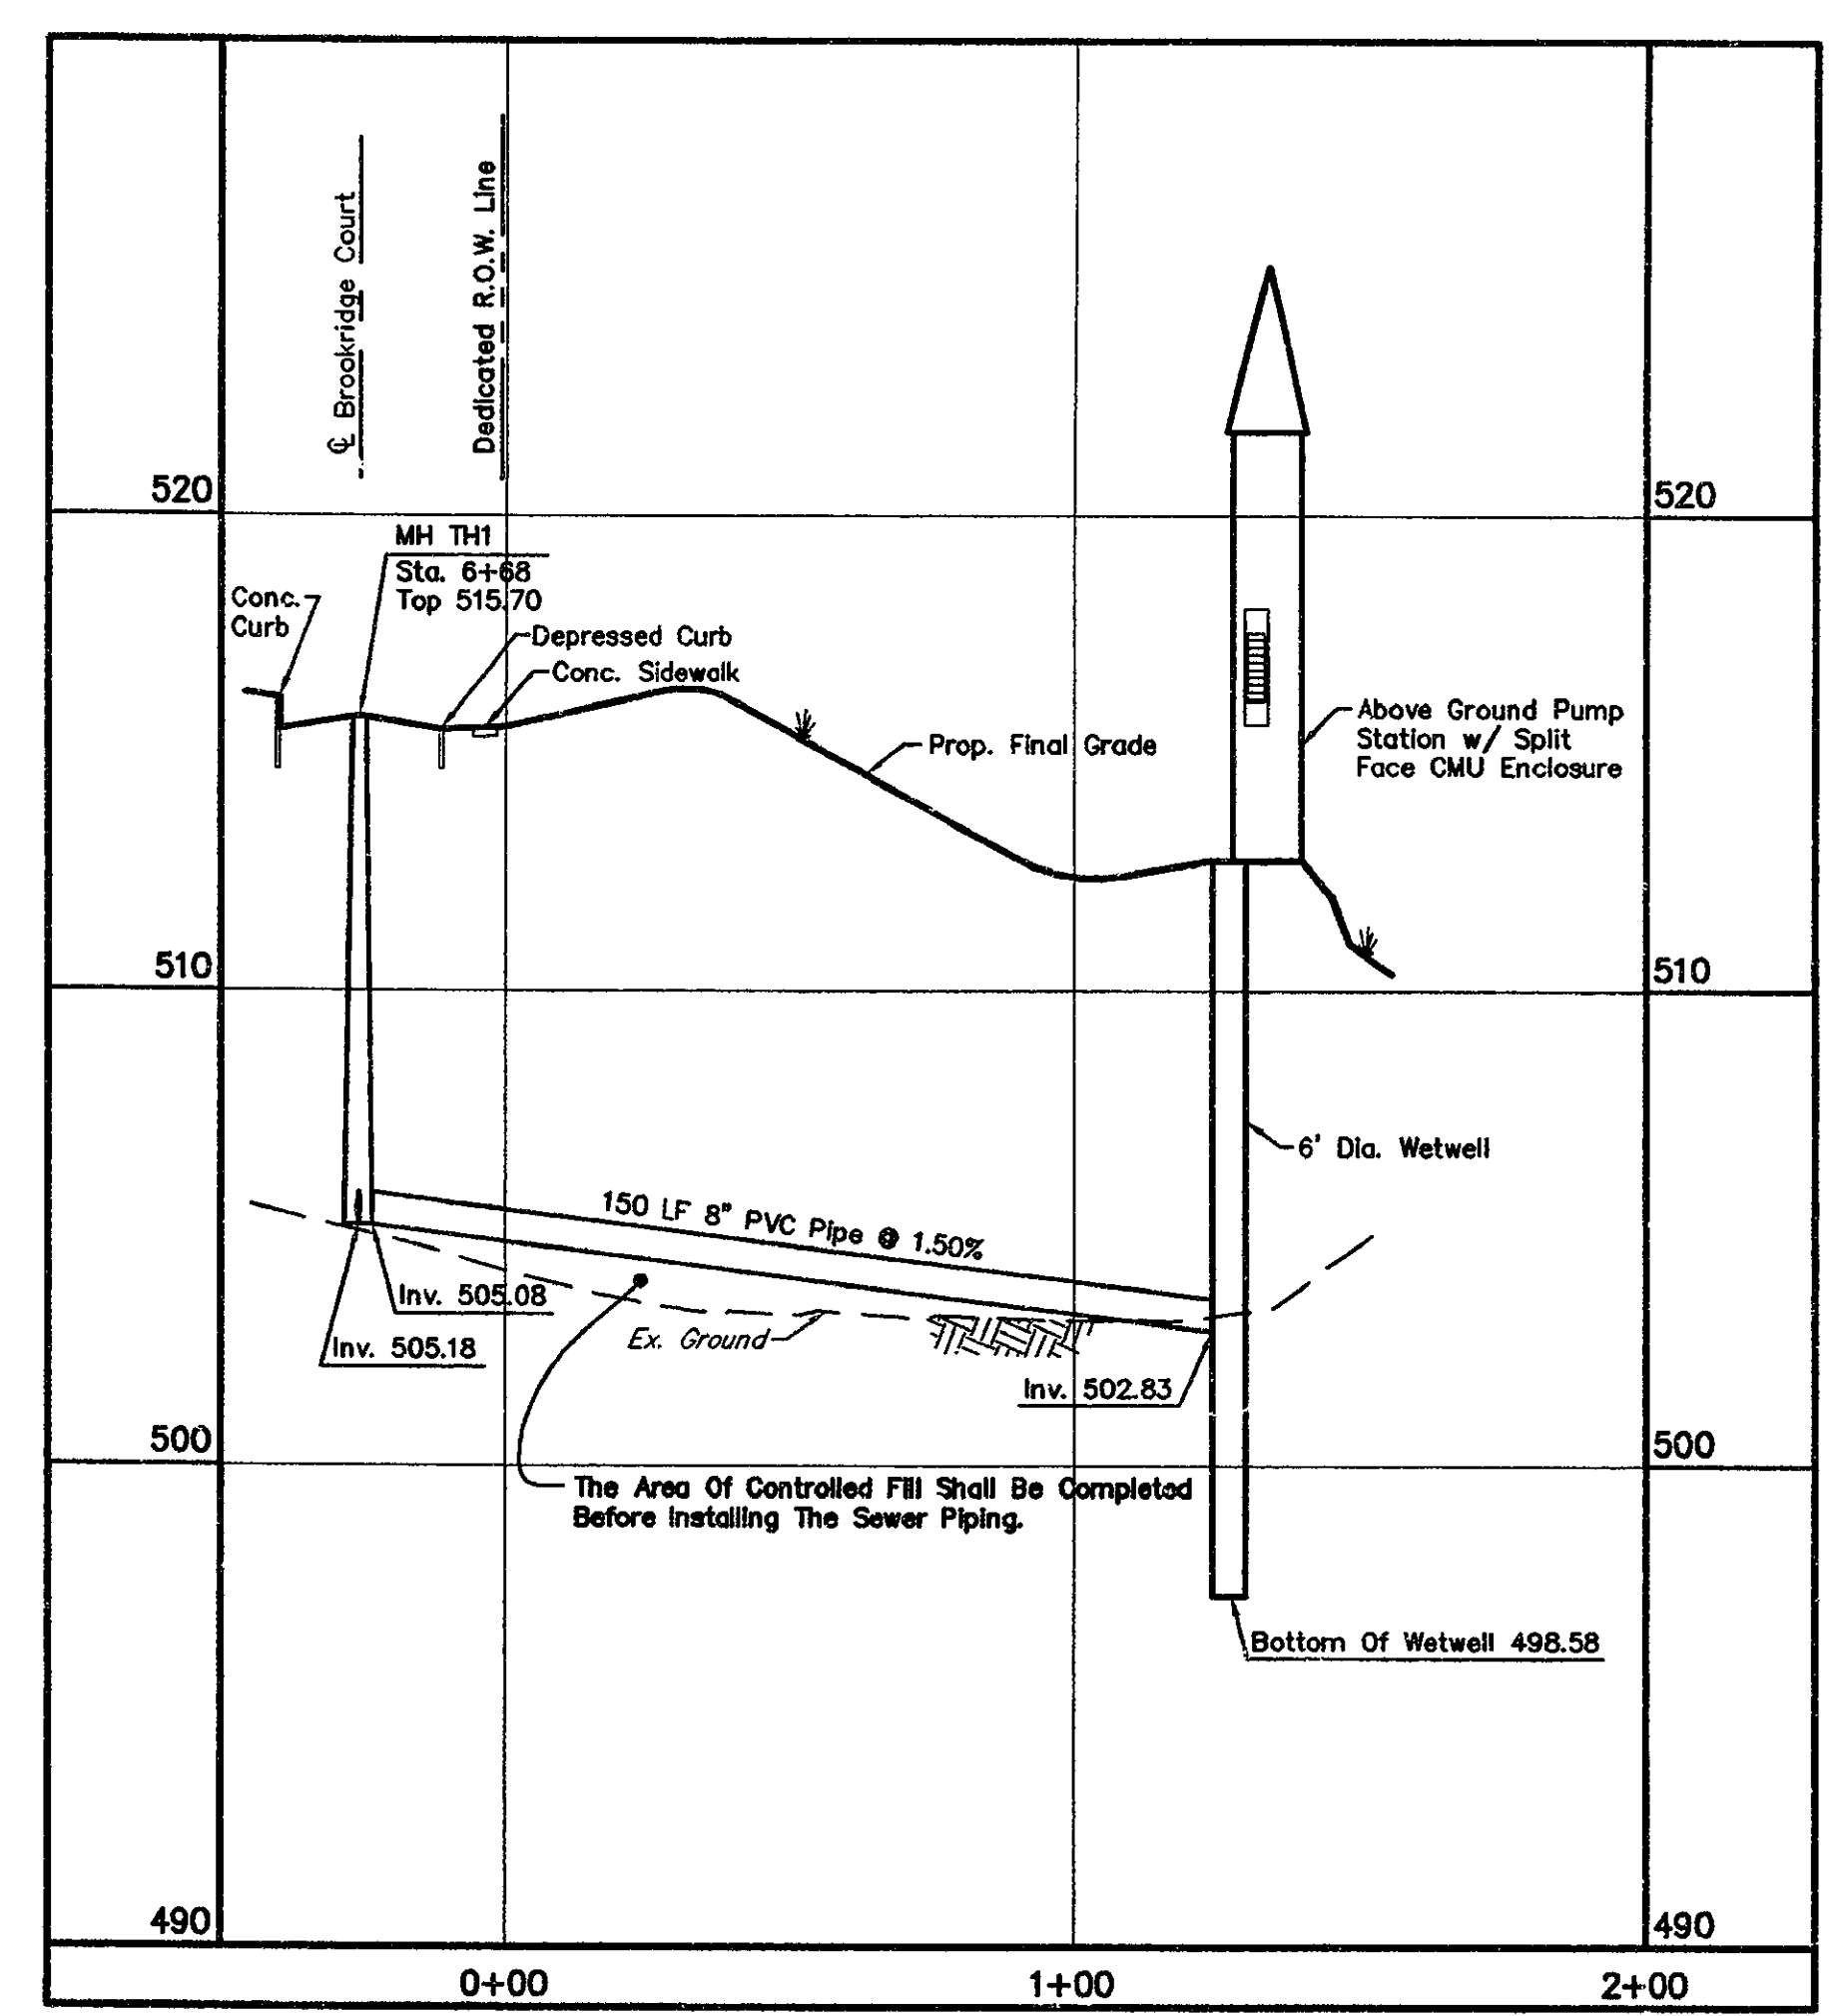 ℄ Brookridge Court
Dedicated R.O.W. Line
520
520
MH TH1
Sta. 6+68
Top 515.70
Conc.
Curb
Depressed Curb
Conc. Sidewalk
Prop. Final Grade
Above Ground Pump
Station w/ Split
Face CMU Enclosure
510
510
6' Dia. Wetwell
150 LF 8" PVC Pipe @ 1.50%
Inv. 505.08
Inv. 505.18
Ex. Ground
Inv. 502.83
500
500
The Area Of Controlled Fill Shall Be Completed
Before Installing The Sewer Piping.
Bottom Of Wetwell 498.58
490
490
0+00
1+00
2+00